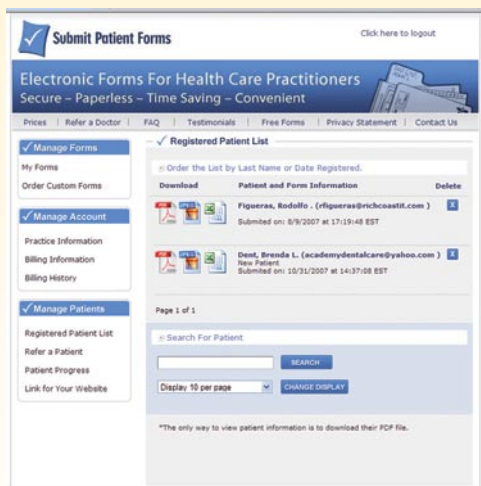 Submit Patient Forms
Click here to logout
Electronic Forms For Health Care Practitioners
Secure – Paperless – Time Saving – Convenient
Prices | Refer a Doctor | FAQ | Testimonials | Free Forms | Privacy Statement | Contact Us
Manage Forms
My Forms
Order Custom Forms
Manage Account
Practice Information
Billing Information
Billing History
Manage Patients
Registered Patient List
Refer a Patient
Patient Progress
Link for Your Website
Registered Patient List
Order the List by Last Name or Date Registered.
Download Patient and Form Information Delete
Figueras, Rodolfo . (rfigueras@richcoastit.com ) X
Submited on: 8/9/2007 at 17:19:48 EST
Dent, Brenda L. (academydentalcare@yahoo.com ) X
New Patient
Submited on: 10/31/2007 at 14:37:08 EST
Page 1 of 1
Search For Patient
SEARCH
Display 10 per page CHANGE DISPLAY
*The only way to view patient information is to download their PDF file.